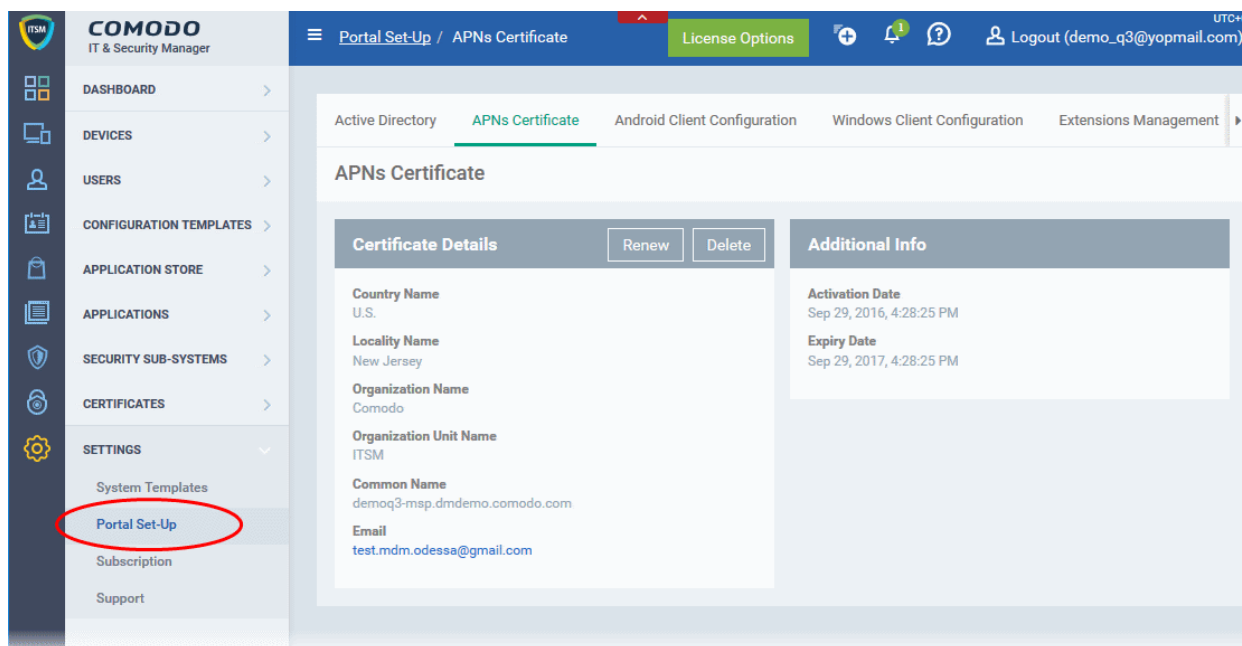 ITSM
COMODO
IT & Security Manager
Portal Set-Up / APNs Certificate
License Options
1
UTC+
Logout (demo_q3@yopmail.com)
DASHBOARD
DEVICES
USERS
CONFIGURATION TEMPLATES
APPLICATION STORE
APPLICATIONS
SECURITY SUB-SYSTEMS
CERTIFICATES
SETTINGS
System Templates
Portal Set-Up
Subscription
Support
Active Directory APNs Certificate Android Client Configuration Windows Client Configuration Extensions Management
APNs Certificate
Certificate Details Renew Delete
Country Name
U.S.
Locality Name
New Jersey
Organization Name
Comodo
Organization Unit Name
ITSM
Common Name
demoq3-msp.dmdemo.comodo.com
Email
test.mdm.odessa@gmail.com
Additional Info
Activation Date
Sep 29, 2016, 4:28:25 PM
Expiry Date
Sep 29, 2017, 4:28:25 PM